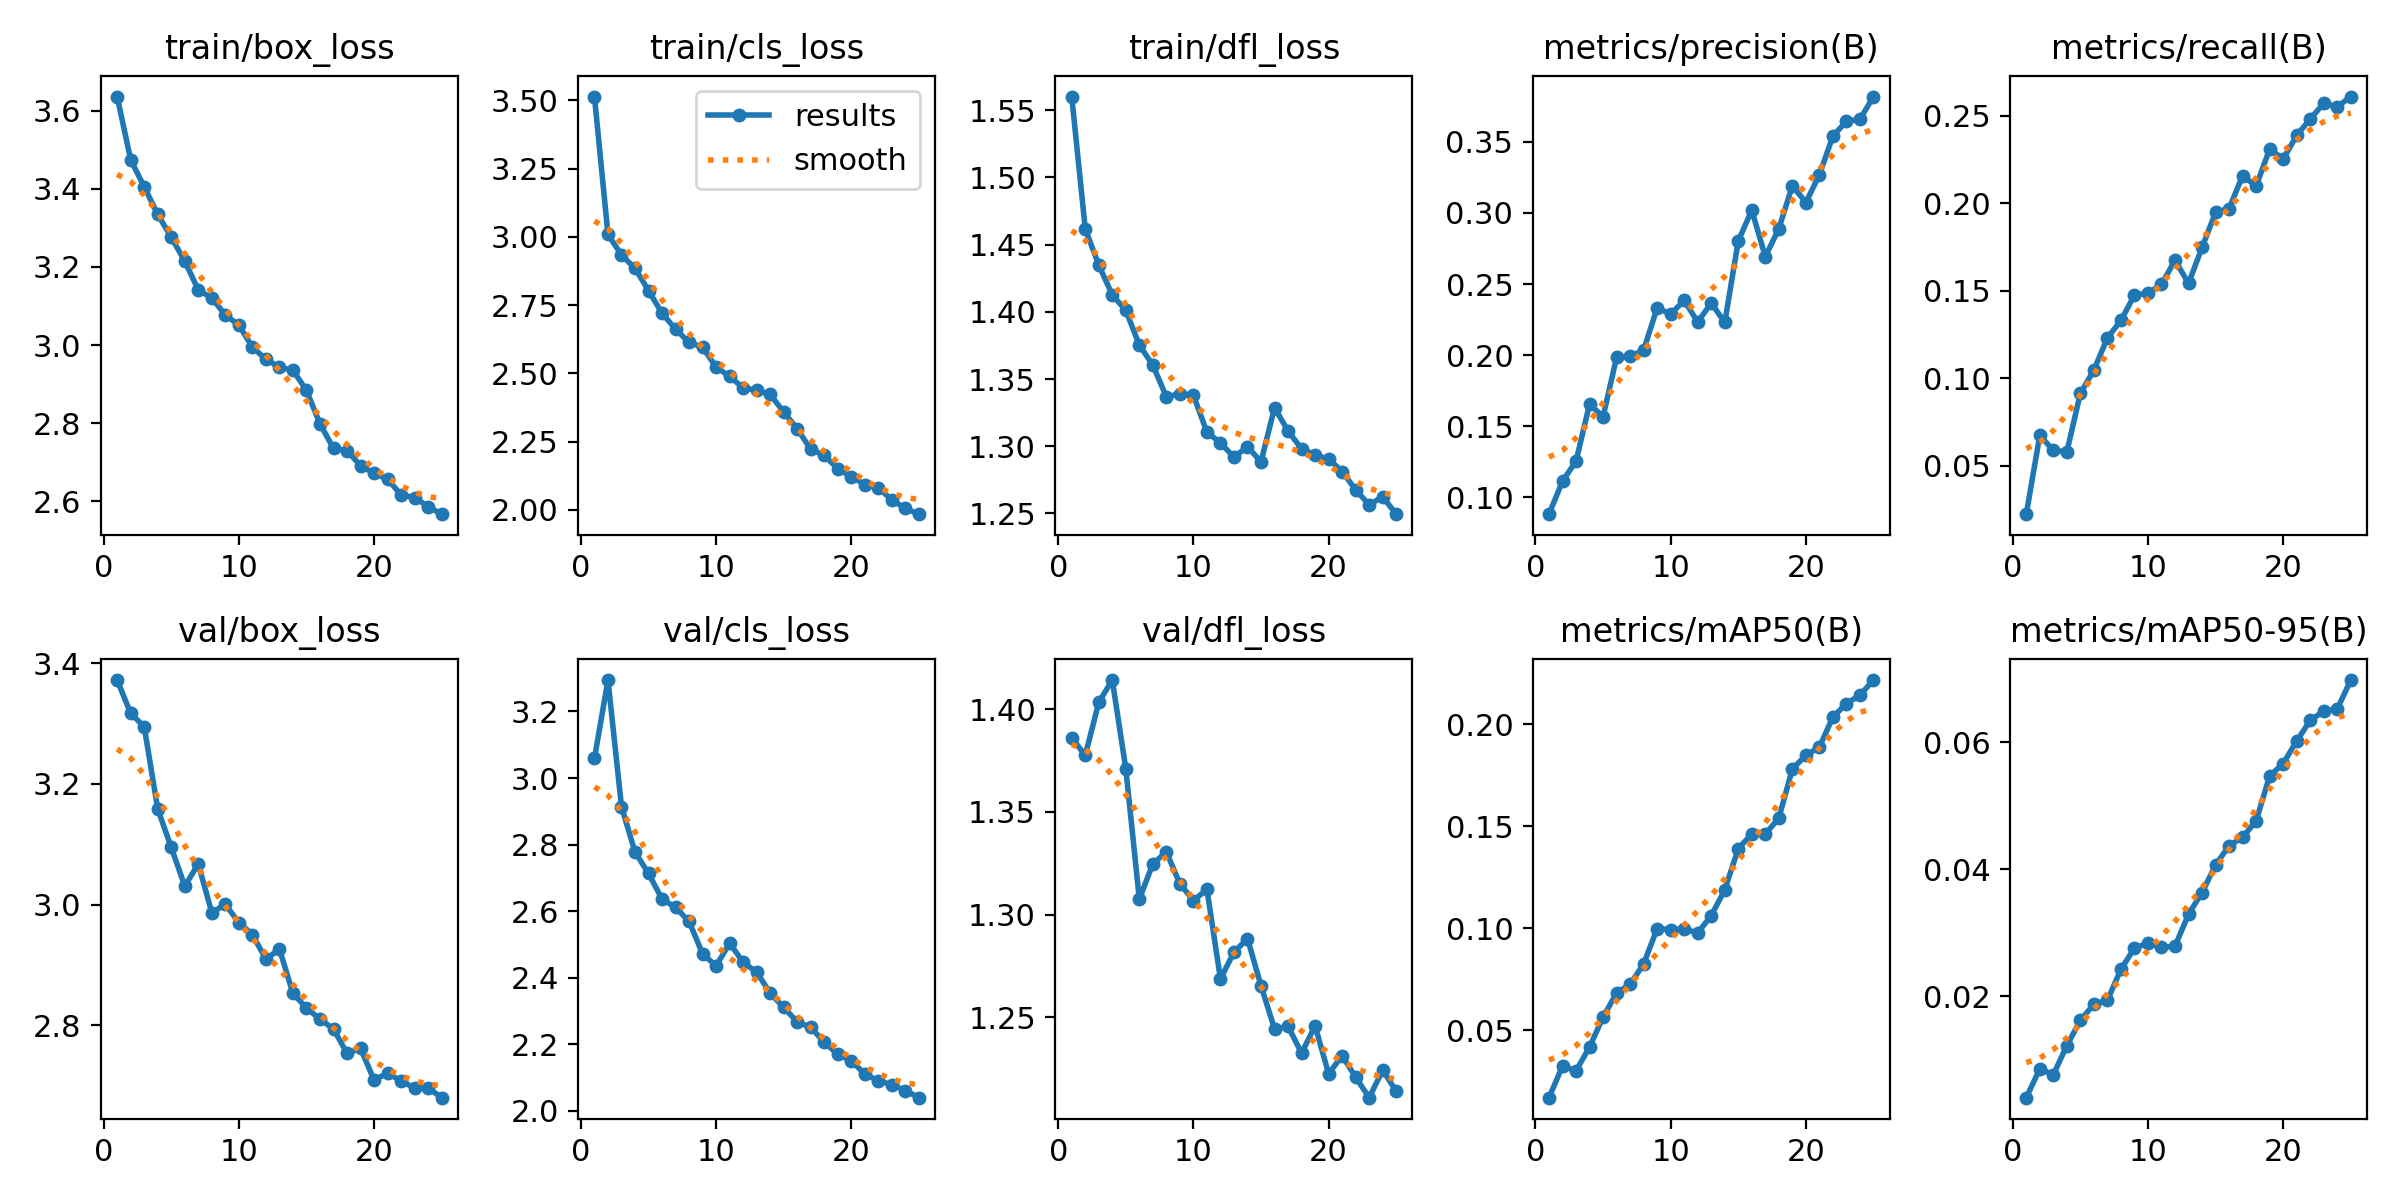 train/box_loss
3.6
3.4
3.2
3.0
2.8
2.6
0 10 20
train/cls_loss
results
smooth
3.50
3.25
3.00
2.75
2.50
2.25
2.00
0 10 20
train/dfl_loss
1.55
1.50
1.45
1.40
1.35
1.30
1.25
0 10 20
metrics/precision(B)
0.35
0.30
0.25
0.20
0.15
0.10
0 10 20
metrics/recall(B)
0.25
0.20
0.15
0.10
0.05
0 10 20
val/box_loss
3.4
3.2
3.0
2.8
0 10 20
val/cls_loss
3.2
3.0
2.8
2.6
2.4
2.2
2.0
0 10 20
val/dfl_loss
1.40
1.35
1.30
1.25
0 10 20
metrics/mAP50(B)
0.20
0.15
0.10
0.05
0 10 20
metrics/mAP50-95(B)
0.06
0.04
0.02
0 10 20